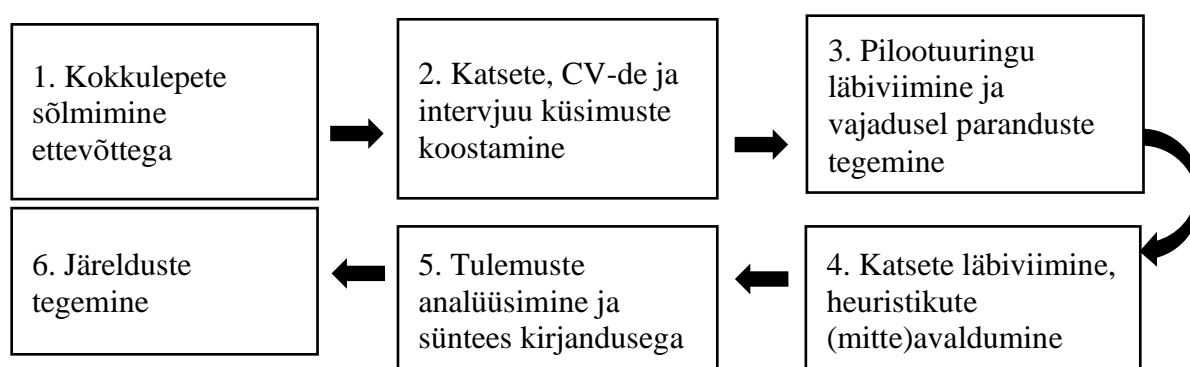 1. Kokkulepete
sõlmimine
ettevõttega
2. Katsete, CV-de ja
intervjuu küsimuste
koostamine
3. Pilootuuringu
läbiviimine ja
vajadusel paranduste
tegemine
4. Katsete läbiviimine,
heuristikute
(mitte)avaldumine
5. Tulemuste
analüüsimine ja
süntees kirjandusega
6. Järelduste
tegemine